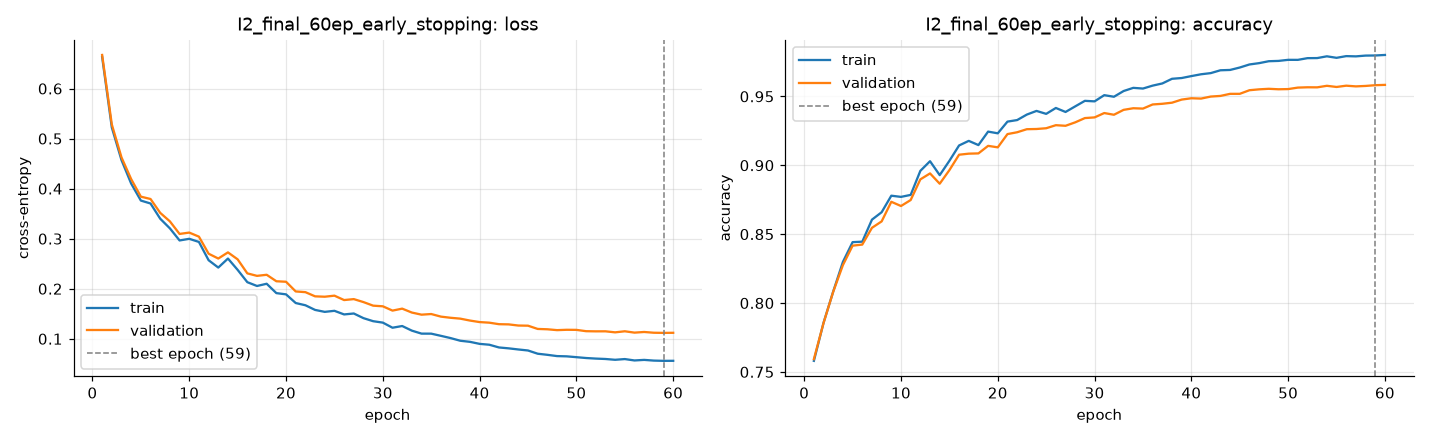 I2_final_60ep_early_stopping: loss
0.6
0.5
0.4
0.3
0.2
0.1
cross-entropy
train
validation
best epoch (59)
0 10 20 30 40 50 60
epoch
I2_final_60ep_early_stopping: accuracy
0.95
0.90
0.85
0.80
0.75
accuracy
train
validation
best epoch (59)
0 10 20 30 40 50 60
epoch